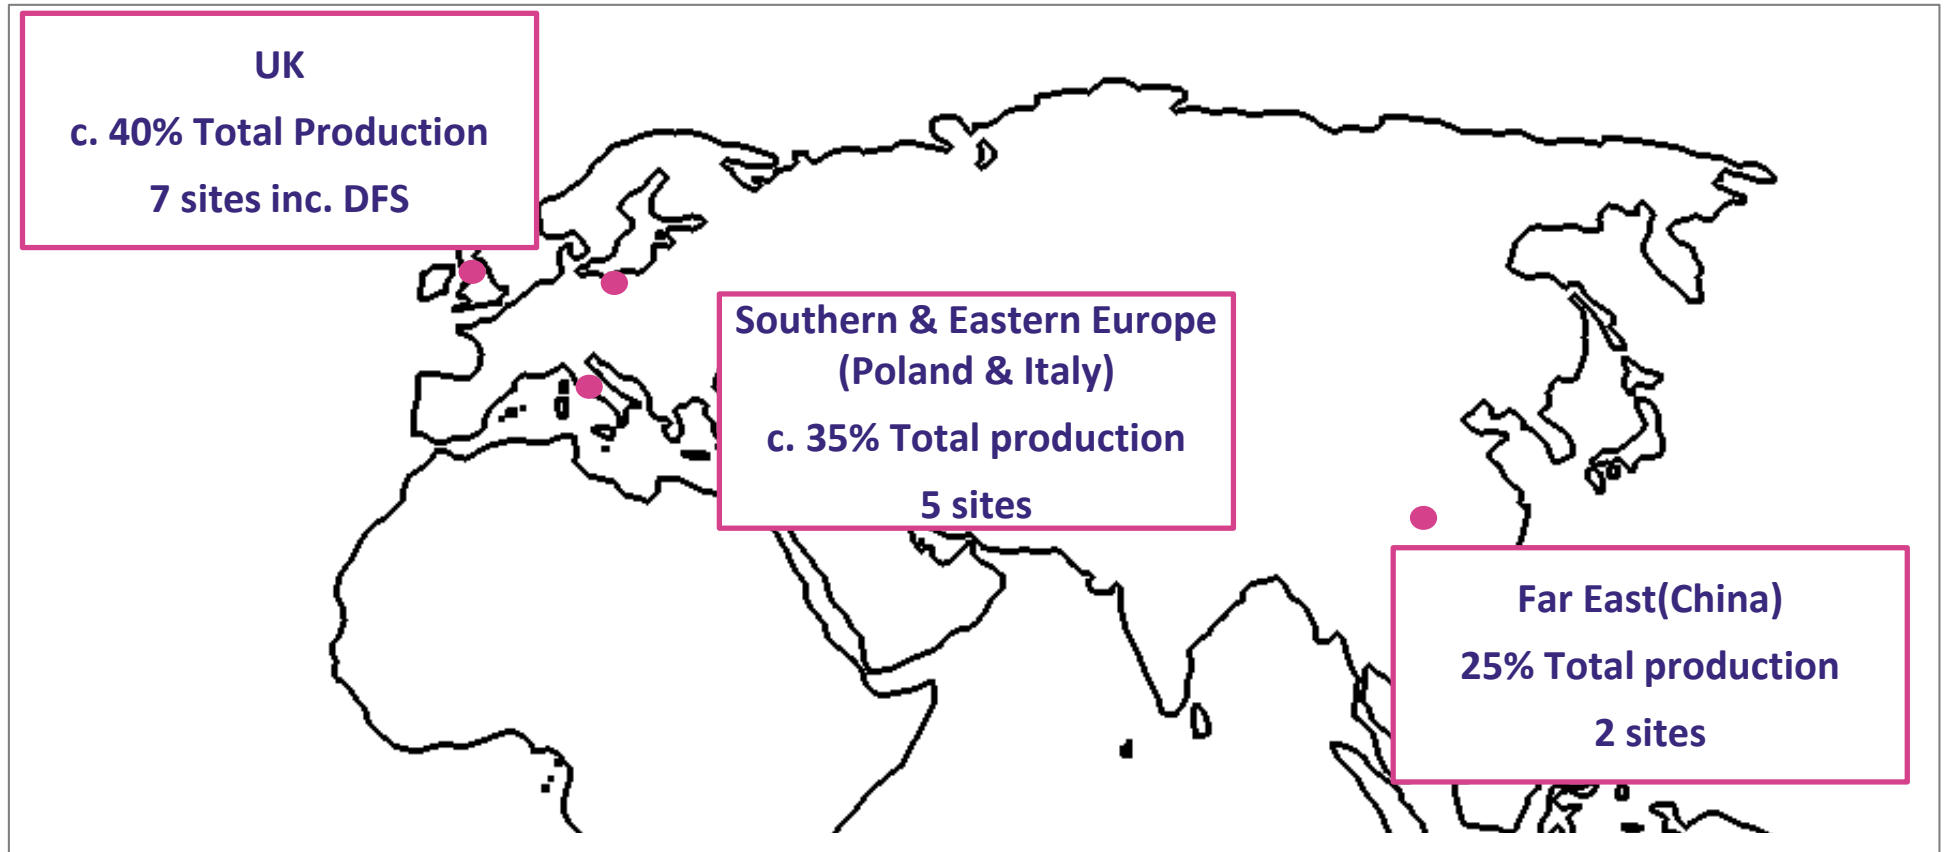 UK
c. 40% Total Production
7 sites inc. DFS
Southern & Eastern Europe
(Poland & Italy)
c. 35% Total production
5 sites
Far East(China)
25% Total production
2 sites